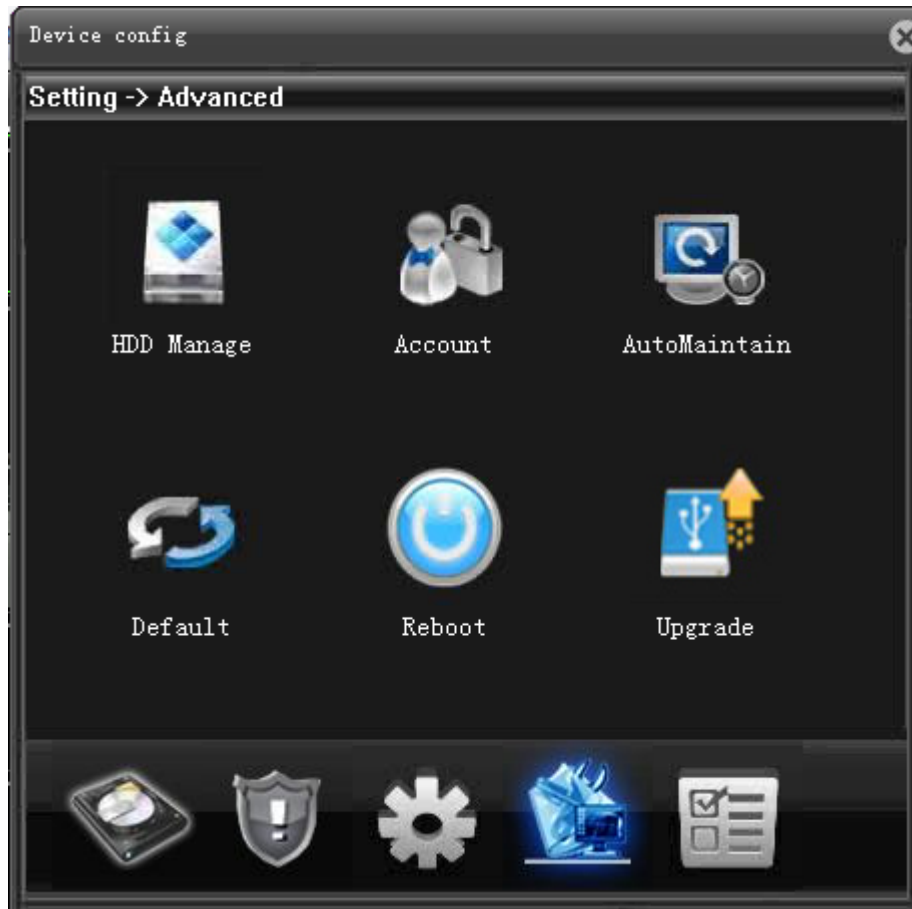 Device config
Setting -> Advanced
HDD Manage
Account
AutoMaintain
Default
Reboot
Upgrade